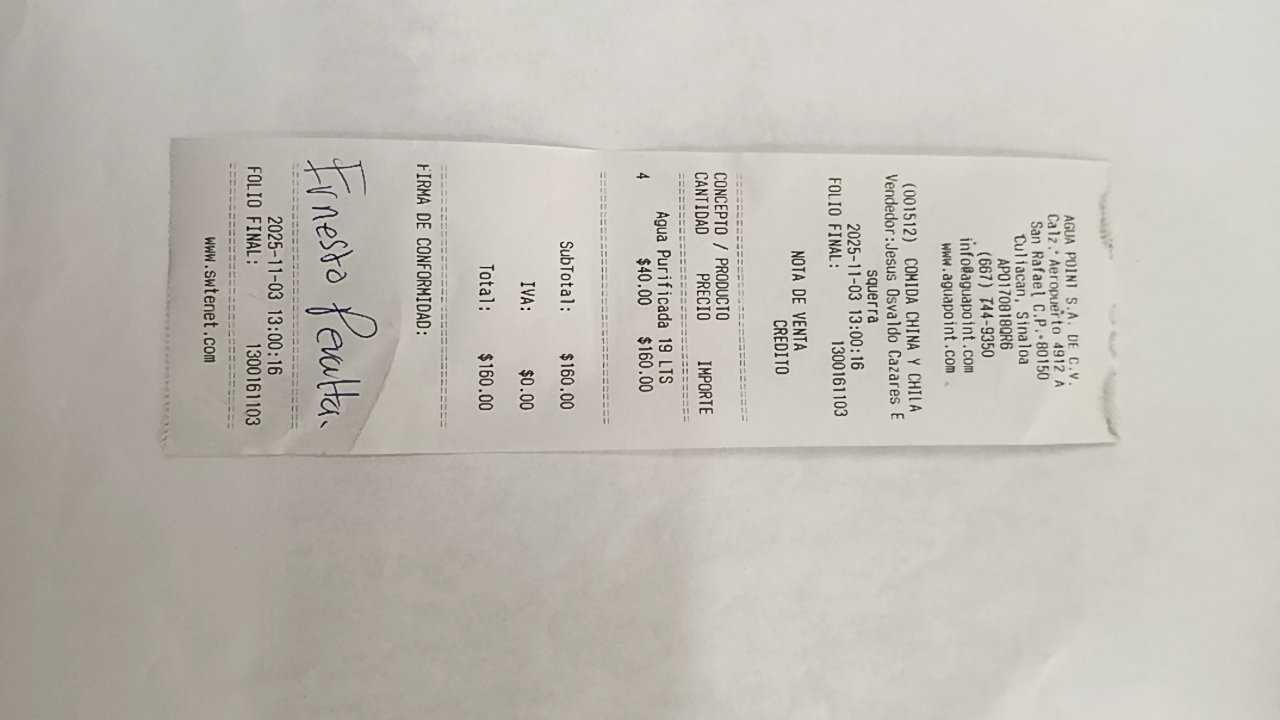 AGUA POINT S.A. DE C.V.
Calz. Aeropuerto 4912 A
San Rafael C.P. 80150
Culiacan, Sinaloa
APO170818QR6
(667) 744-9350
info@aguapoint.com
www.aguapoint.com
(001512) COMIDA CHINA Y CHILA
Vendedor:Jesus Osvaldo Cazares E
squerra
2025-11-03 13:00:16
FOLIO FINAL: 1300161103
NOTA DE VENTA
CREDITO
CONCEPTO / PRODUCTO
CANTIDAD PRECIO IMPORTE
Agua Purificada 19 LTS
4 $40.00 $160.00
SubTotal: $160.00
IVA: $0.00
Total: $160.00
FIRMA DE CONFORMIDAD:
Ernesto Peralta.
2025-11-03 13:00:16
FOLIO FINAL: 1300161103
www.swtenet.com